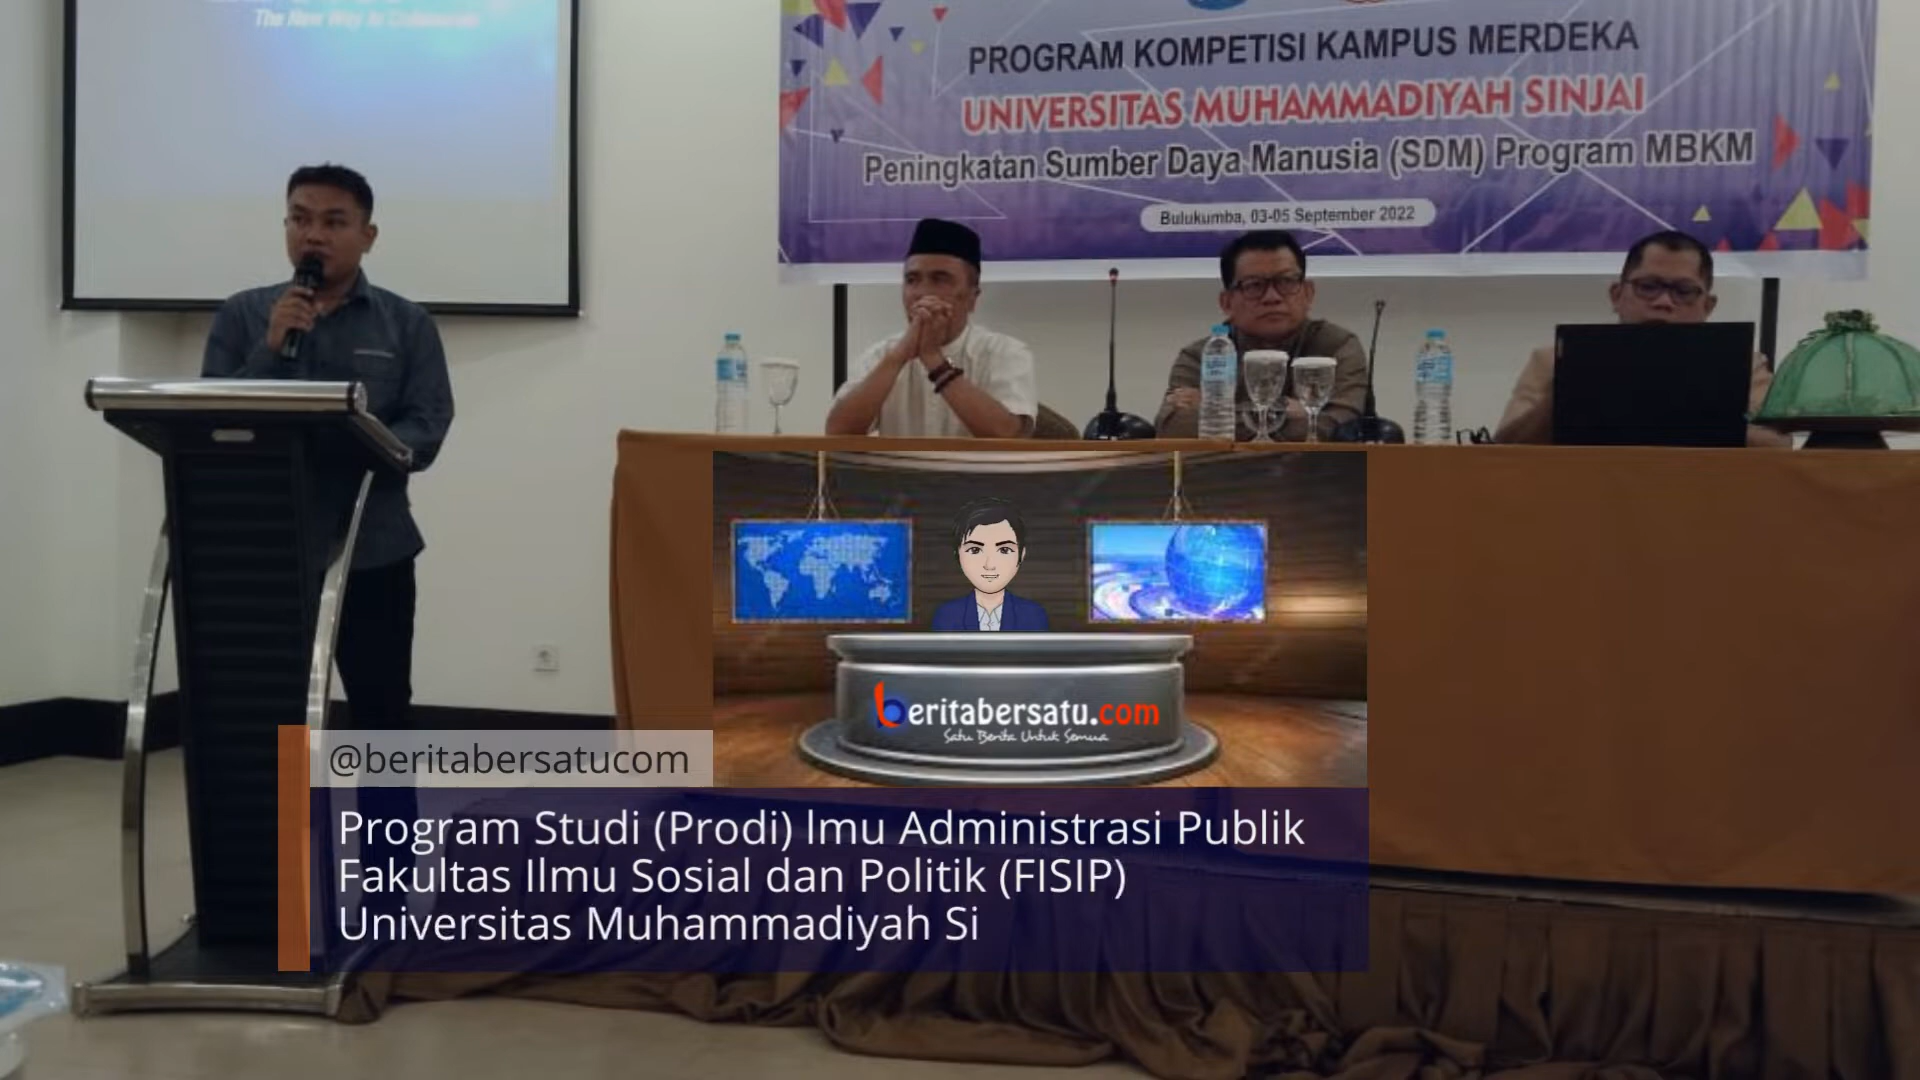 The New Way to Collaborate
PROGRAM KOMPETISI KAMPUS MERDEKA
UNIVERSITAS MUHAMMADIYAH SINJAI
Peningkatan Sumber Daya Manusia (SDM) Program MBKM
Bulukumba, 03-05 September 2022
beritabersatu.com
Satu Berita Untuk Semua
@beritabersatucom
Program Studi (Prodi) lmu Administrasi Publik
Fakultas Ilmu Sosial dan Politik (FISIP)
Universitas Muhammadiyah Si